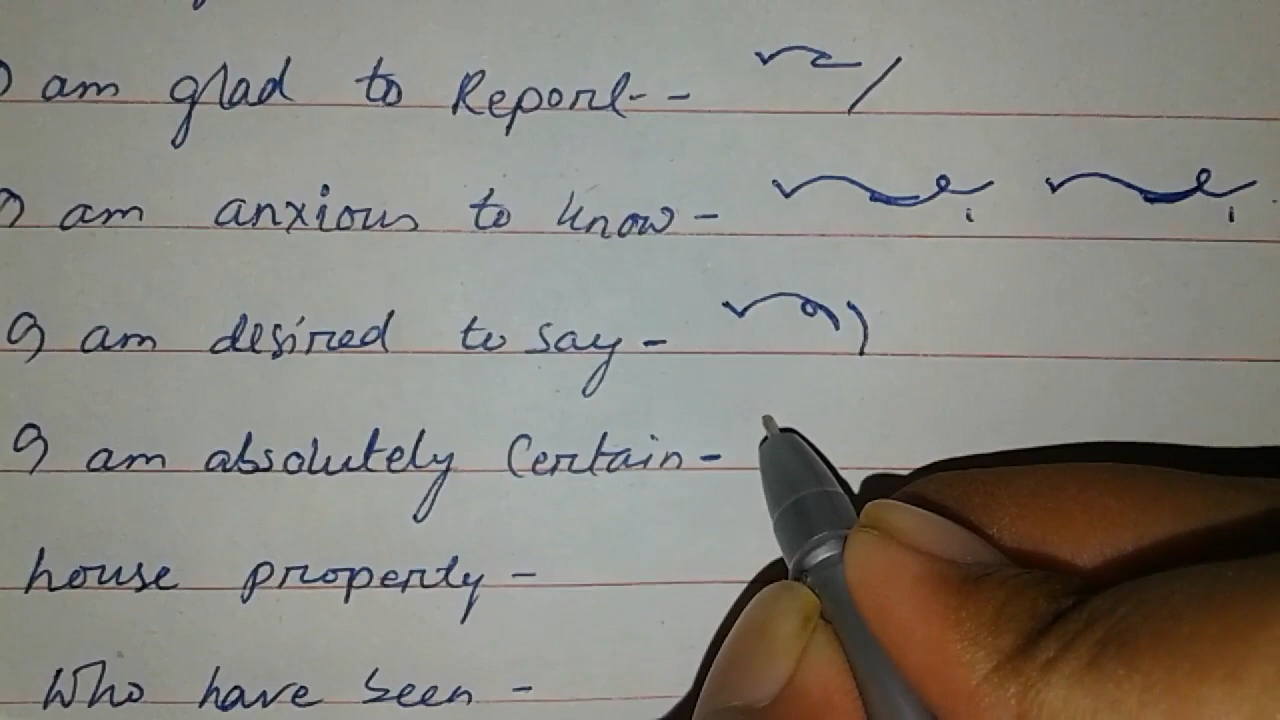 I am glad to Report--
I am anxious to know-
I am desired to say-
I am absolutely Certain-
house property-
Who have seen-